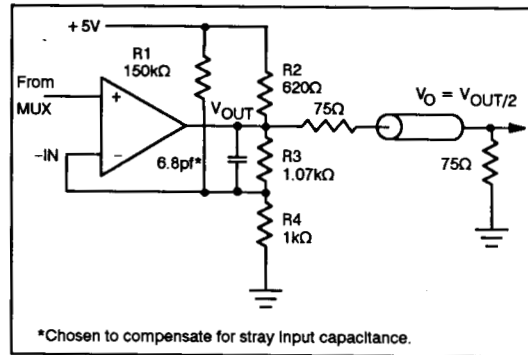 +5V
R1
150kΩ
From
MUX
+
R2
620Ω
VOUT
75Ω
VO = VOUT/2
−IN
−
6.8pf*
R3
1.07kΩ
75Ω
R4
1kΩ
*Chosen to compensate for stray input capacitance.